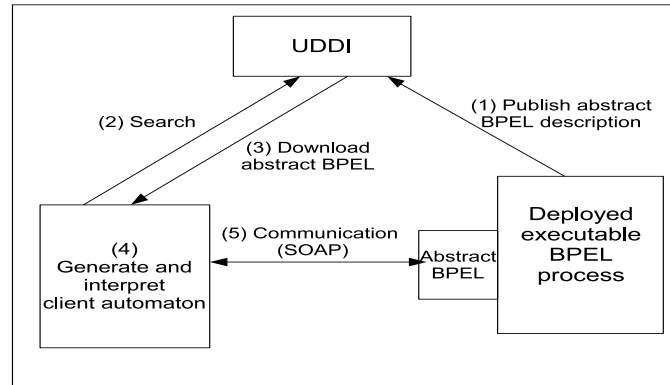 UDDI
(1) Publish abstract
BPEL description
(2) Search
(3) Download
abstract BPEL
(4)
Generate and
interpret
client automaton
(5) Communication
(SOAP)
Abstract
BPEL
Deployed
executable
BPEL
process